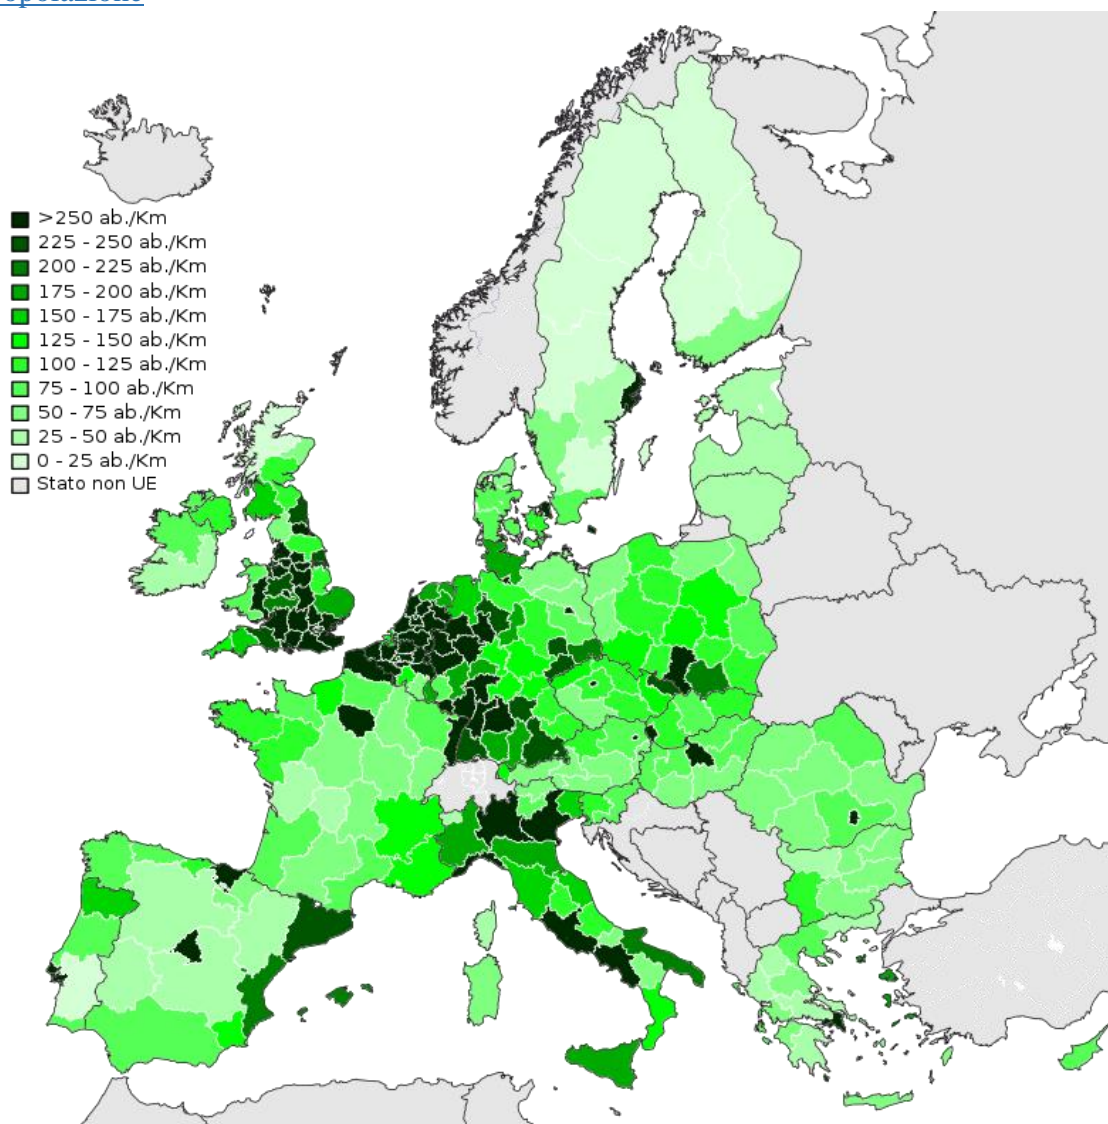 >250 ab./Km
225 - 250 ab./Km
200 - 225 ab./Km
175 - 200 ab./Km
150 - 175 ab./Km
125 - 150 ab./Km
100 - 125 ab./Km
75 - 100 ab./Km
50 - 75 ab./Km
25 - 50 ab./Km
0 - 25 ab./Km
Stato non UE